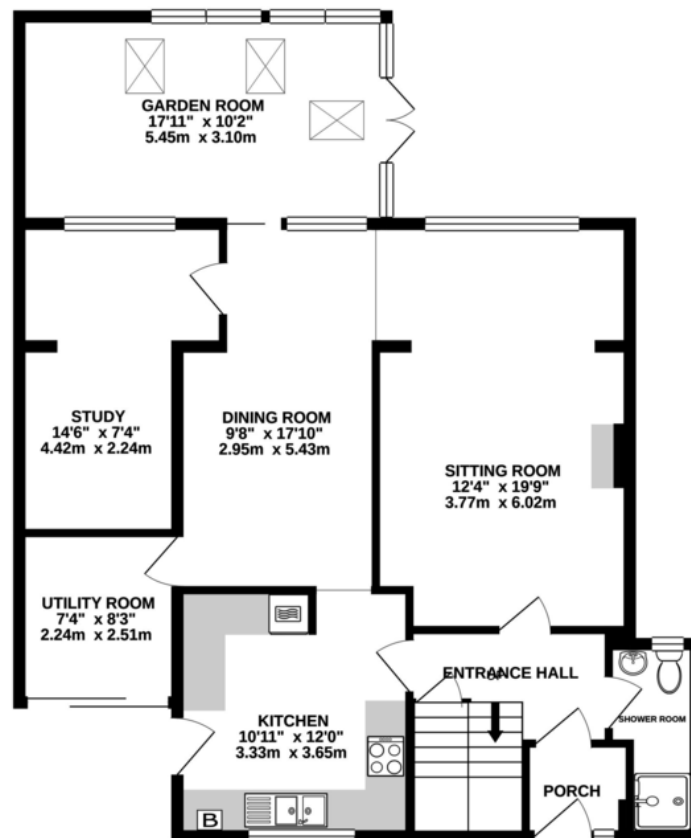 GARDEN ROOM
17'11" x 10'2"
5.45m x 3.10m
STUDY
14'6" x 7'4"
4.42m x 2.24m
DINING ROOM
9'8" x 17'10"
2.95m x 5.43m
SITTING ROOM
12'4" x 19'9"
3.77m x 6.02m
UTILITY ROOM
7'4" x 8'3"
2.24m x 2.51m
ENTRANCE HALL
UP
SHOWER ROOM
KITCHEN
10'11" x 12'0"
3.33m x 3.65m
PORCH
B